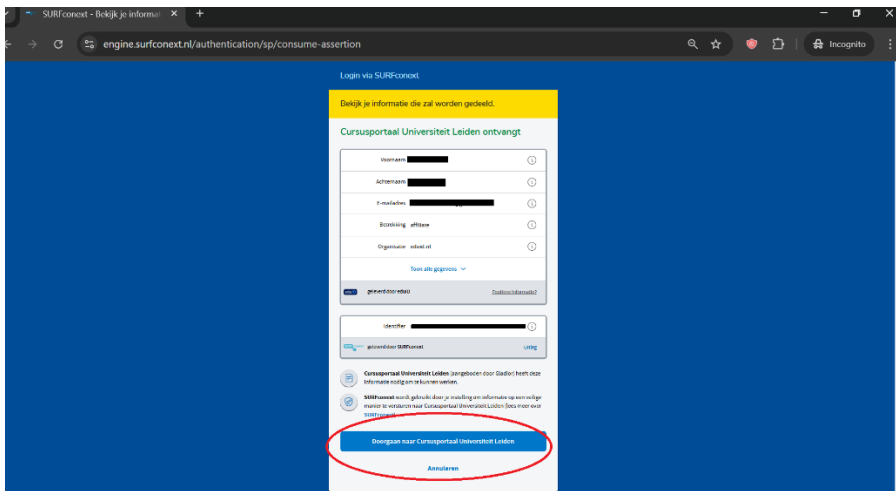 SURFconext - Bekijk je informat
engine.surfconext.nl/authentication/sp/consume-assertion
Incognito
Login via SURFconext
Bekijk je informatie die zal worden gedeeld.
Cursusportaal Universiteit Leiden ontvangt
Voornaam
Achternaam
E-mailadres
Betrekking affiliate
Organisatie eduid.nl
Toon alle gegevens
geleverd door eduID
Foutieve informatie?
Identifier
geleverd door SURFconext
Uitleg
Cursusportaal Universiteit Leiden (aangeboden door Gladior) heeft deze
informatie nodig om te kunnen werken.
SURFconext wordt gebruikt door je instelling om informatie op een veilige
manier te versturen naar Cursusportaal Universiteit Leiden (lees meer over
SURFconext).
Doorgaan naar Cursusportaal Universiteit Leiden
Annuleren